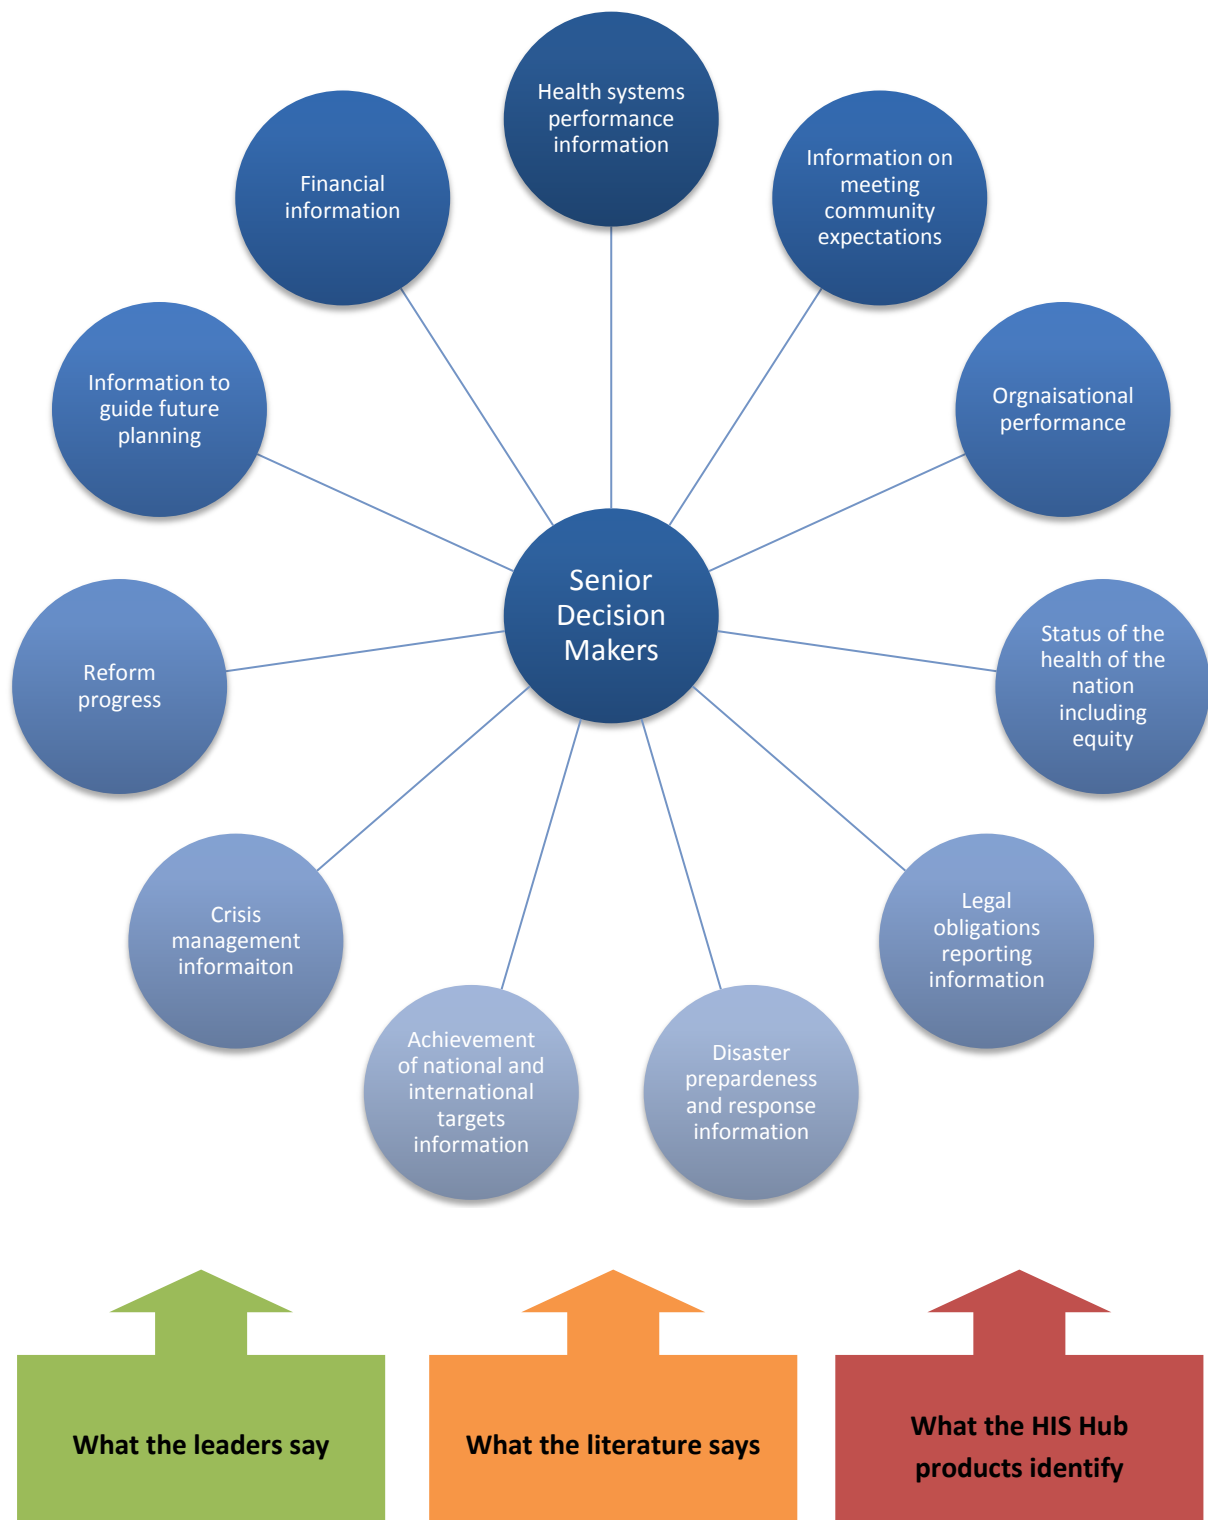 Health systems
performance
information
Information on
meeting
community
expectations
Orgnaisational
performance
Status of the
health of the
nation
including
equity
Legal
obligations
reporting
information
Disaster
prepardeness
and response
information
Achievement
of national and
international
targets
information
Crisis
management
informaiton
Reform
progress
Information to
guide future
planning
Financial
information
Senior
Decision
Makers
What the leaders say
What the literature says
What the HIS Hub
products identify